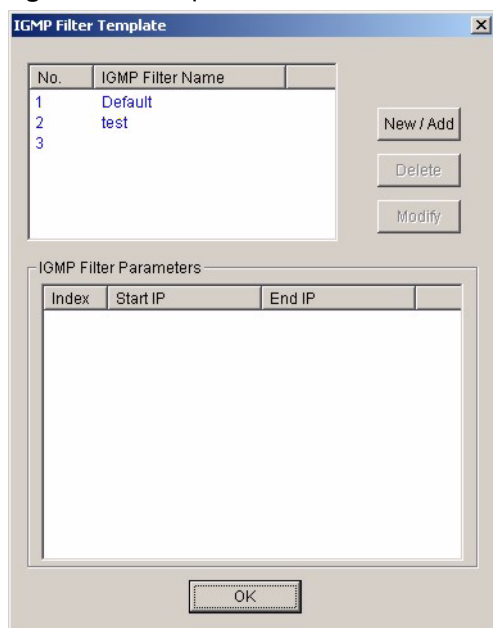 IGMP Filter Template
No. IGMP Filter Name
1 Default
2 test
3
New / Add
Delete
Modify
IGMP Filter Parameters
Index Start IP End IP
OK